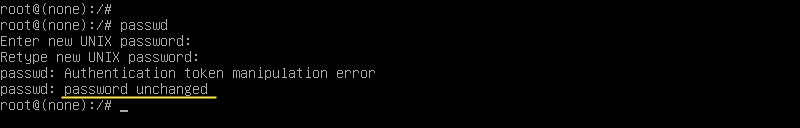 root@(none):/#
root@(none):/# passwd
Enter new UNIX password:
Retype new UNIX password:
passwd: Authentication token manipulation error
passwd: password unchanged
root@(none):/# _